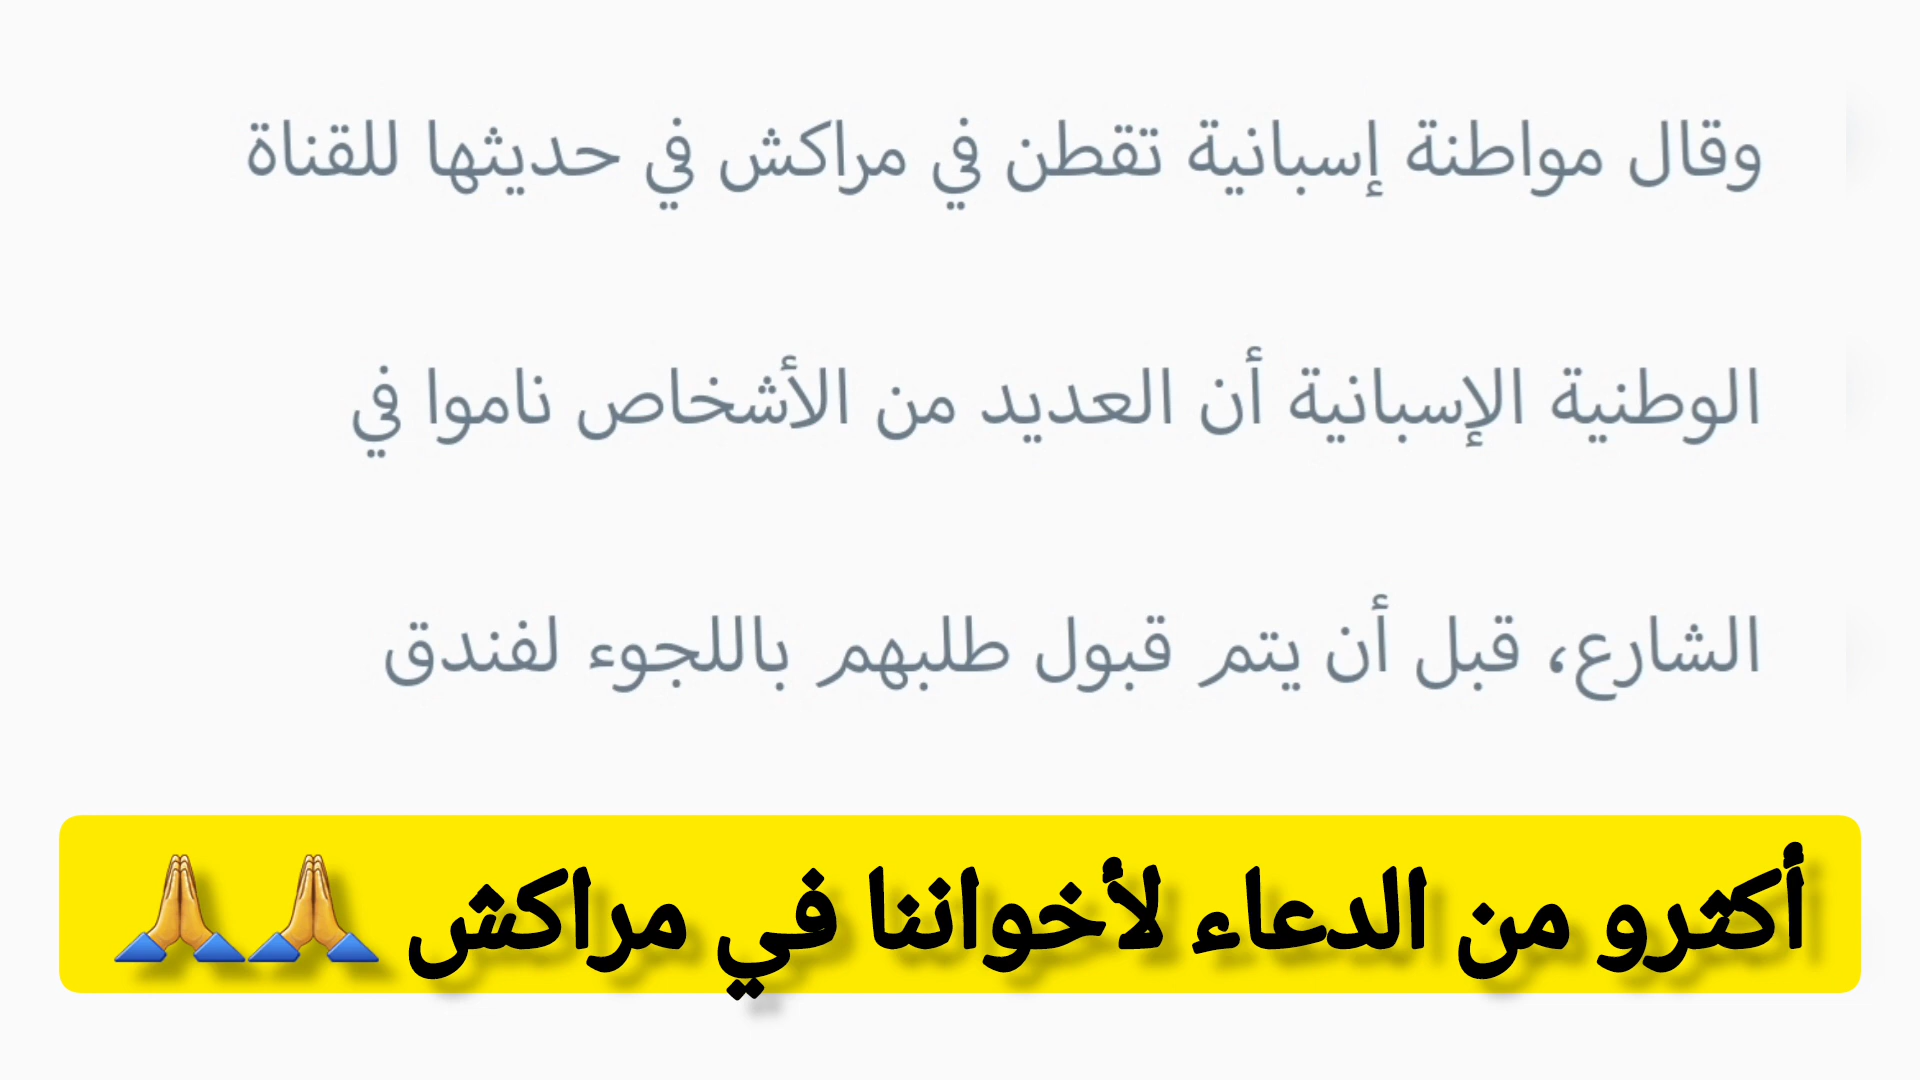 وقال مواطنة إسبانية تقطن في مراكش في حديثها للقناة
الوطنية الإسبانية أن العديد من الأشخاص ناموا في
الشارع، قبل أن يتم قبول طلبهم باللجوء لفندق
أكثرو من الدعاء لأخواننا في مراكش 🙏🙏